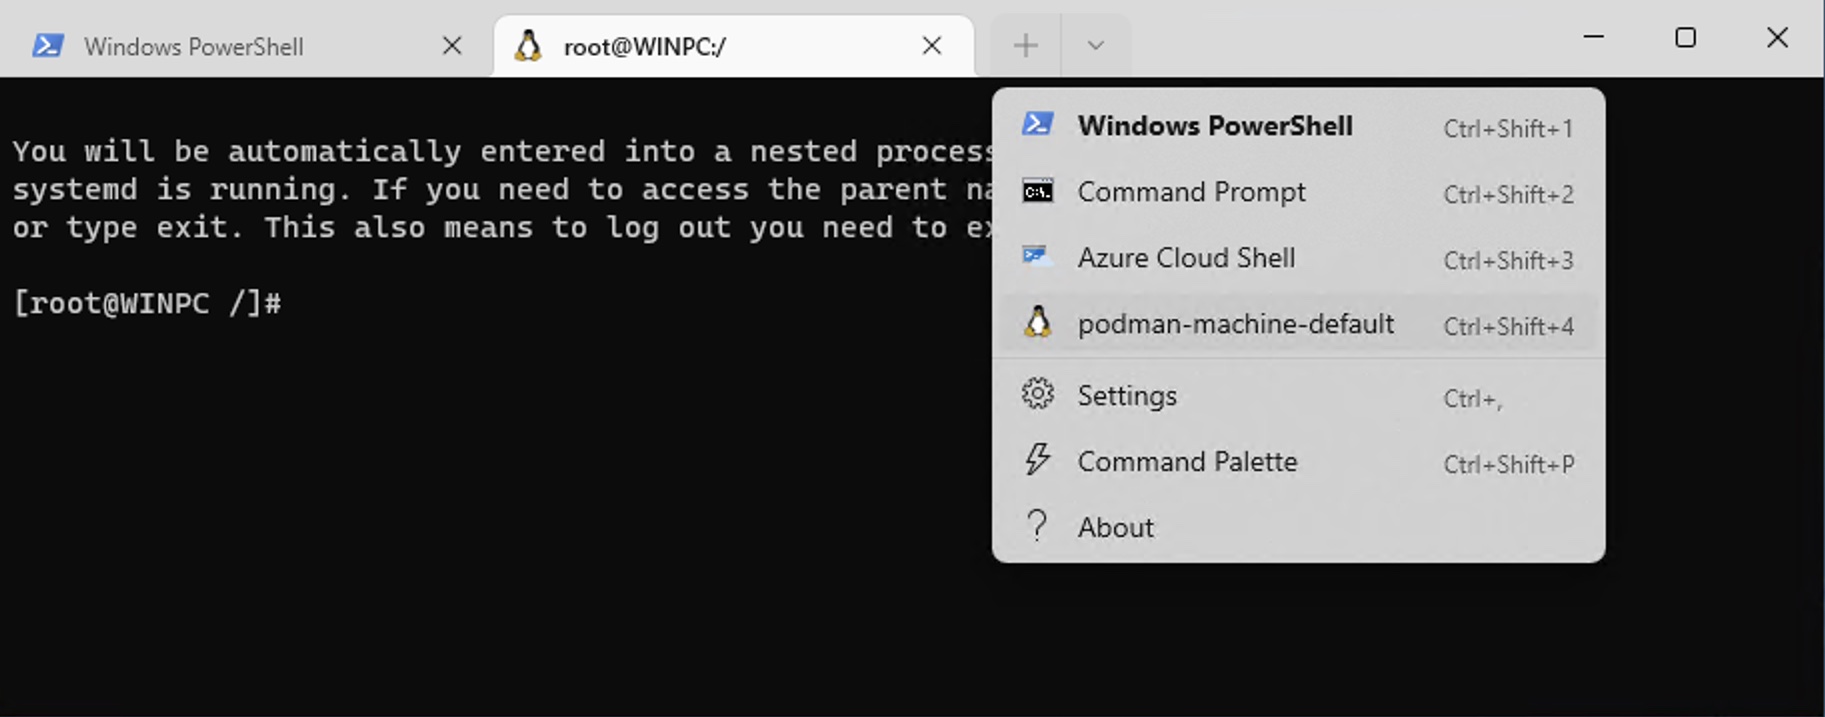 Windows PowerShell
root@WINPC:/
You will be automatically entered into a nested process
systemd is running. If you need to access the parent
or type exit. This also means to log out you need to
[root@WINPC /]#
Windows PowerShell Ctrl+Shift+1
Command Prompt Ctrl+Shift+2
Azure Cloud Shell Ctrl+Shift+3
podman-machine-default Ctrl+Shift+4
Settings Ctrl+,
Command Palette Ctrl+Shift+P
? About